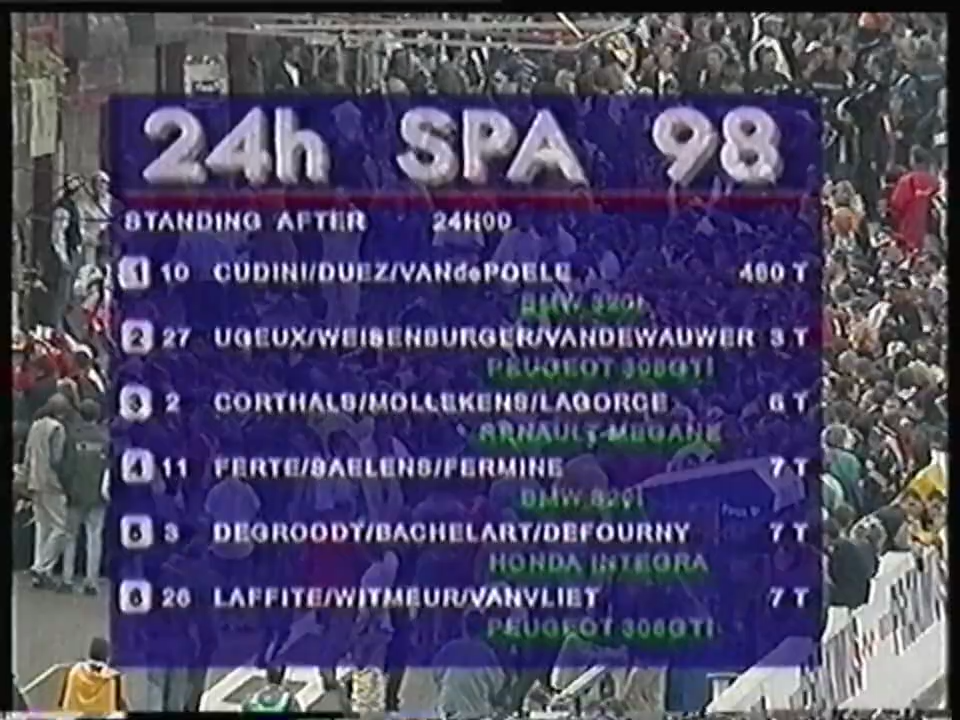 24h SPA 98
STANDING AFTER 24H00
1 10 CUDINI/DUEZ/VANdePOELE 460 T
BMW 320i
2 27 UGEUX/WEISENBURGER/VANDEWAUWER 3 T
PEUGEOT 306GTI
3 2 CORTHALS/MOLLEKENS/LAGORCE 6 T
RENAULT MEGANE
4 11 FERTE/SAELENS/FERMINE 7 T
BMW 320i
5 3 DEGROODT/BACHELART/DEFOURNY 7 T
HONDA INTEGRA
6 26 LAFFITE/WITMEUR/VANVLIET 7 T
PEUGEOT 306GTI